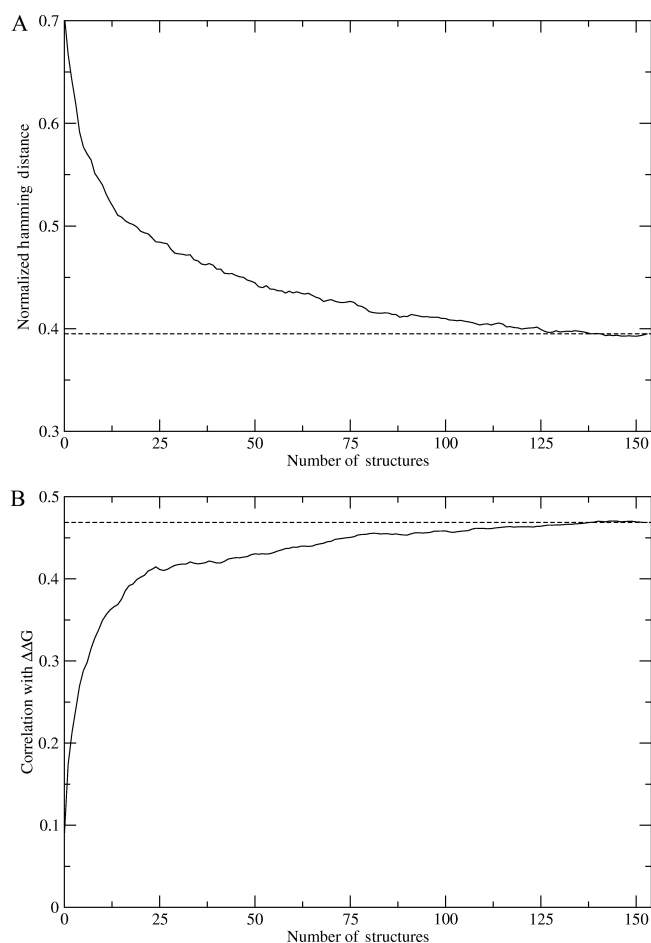 A
0.7
0.6
0.5
0.4
0.3
Normalized hamming distance
0 25 50 75 100 125 150
Number of structures
B
0.5
0.4
0.3
0.2
0.1
0
Correlation with ΔΔG
0 25 50 75 100 125 150
Number of structures